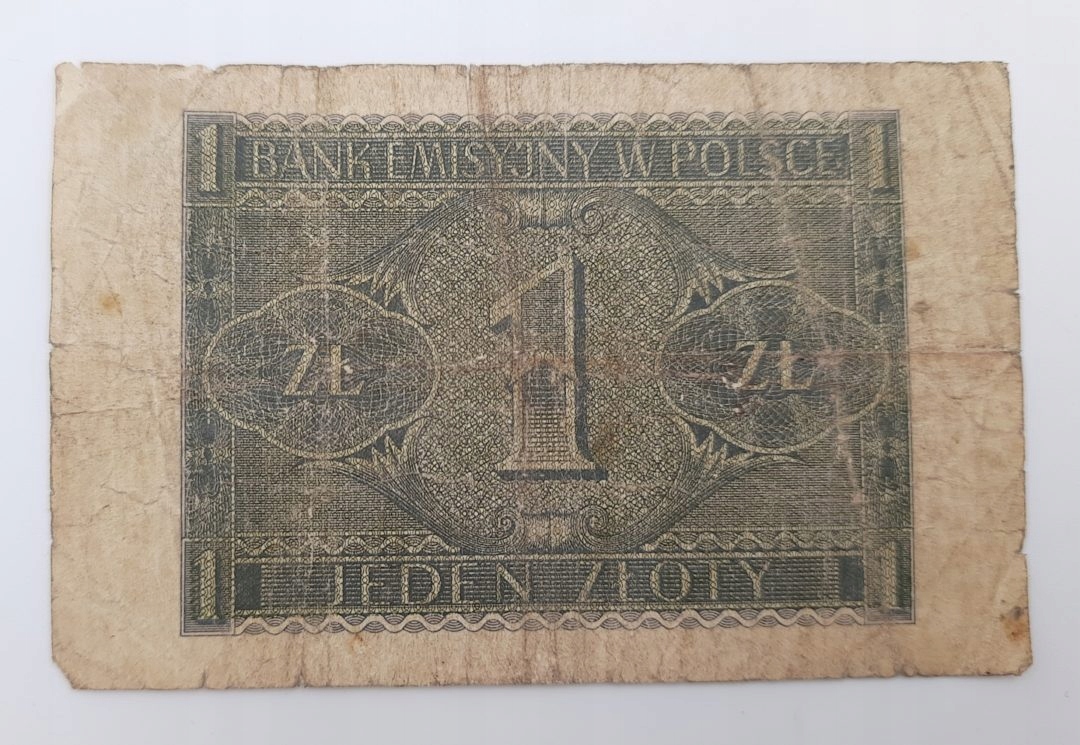 1 BANK EMISYJNY W POLSCE 1
1
ZŁ ZŁ
1 JEDEN ZŁOTY 1